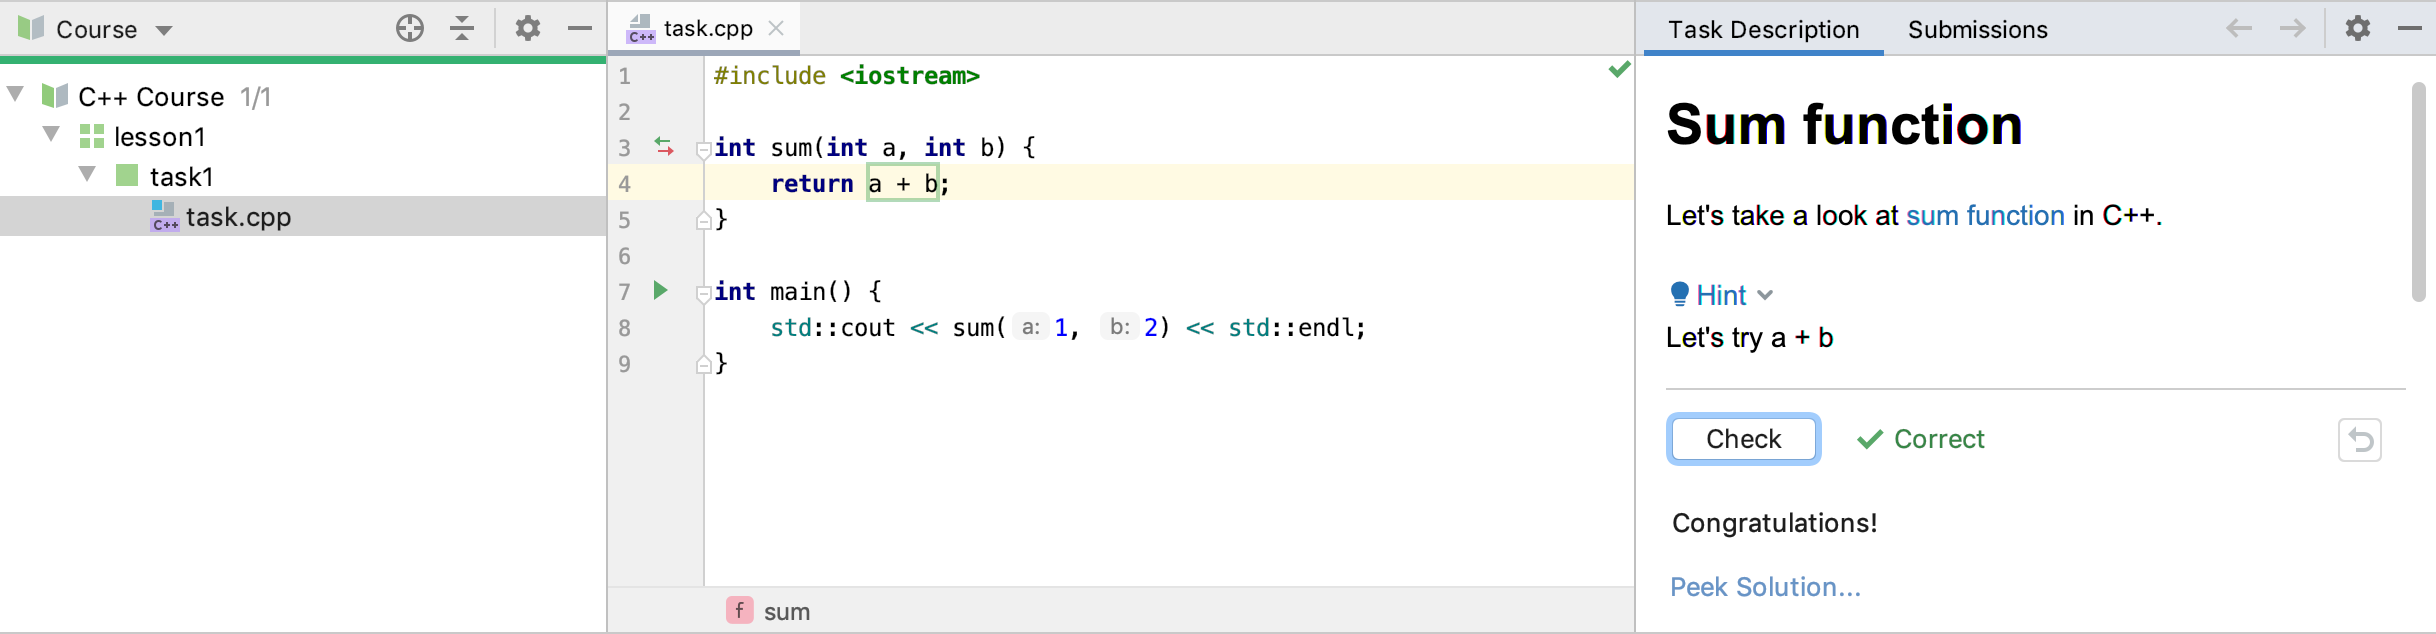 Course
C++ Course 1/1
lesson1
task1
C++ task.cpp
C++ task.cpp
1 #include <iostream>
2
3 int sum(int a, int b) {
4     return a + b;
5 }
6
7 int main() {
8     std::cout << sum( a: 1, b: 2) << std::endl;
9 }
f sum
Task Description Submissions
Sum function
Let's take a look at sum function in C++.
Hint
Let's try a + b
Check Correct
Congratulations!
Peek Solution...